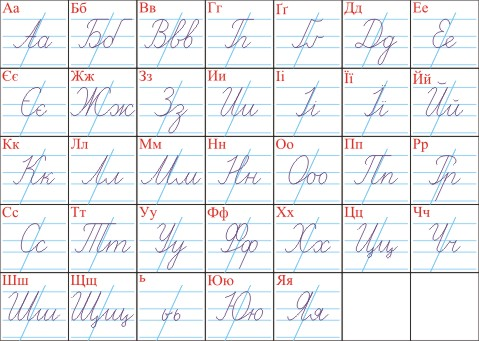 Аа Бб Вв Гг Ґґ Дд Ее
Аа Бб Ввв Гг Ґґ Дд Ее
Єє Жж Зз Ии Іі Її Йй
Єє Жж Зз Ии Іі Її Йй
Кк Лл Мм Нн Оо Пп Рр
Кк Лл Мм Нн Ооо Пп Рр
Сс Тт Уу Фф Хх Цц Чч
Сс Тт Уу Фф Хх Цц Чч
Шш Щщ ь Юю Яя
Шш Щщ ьь Юю Яя